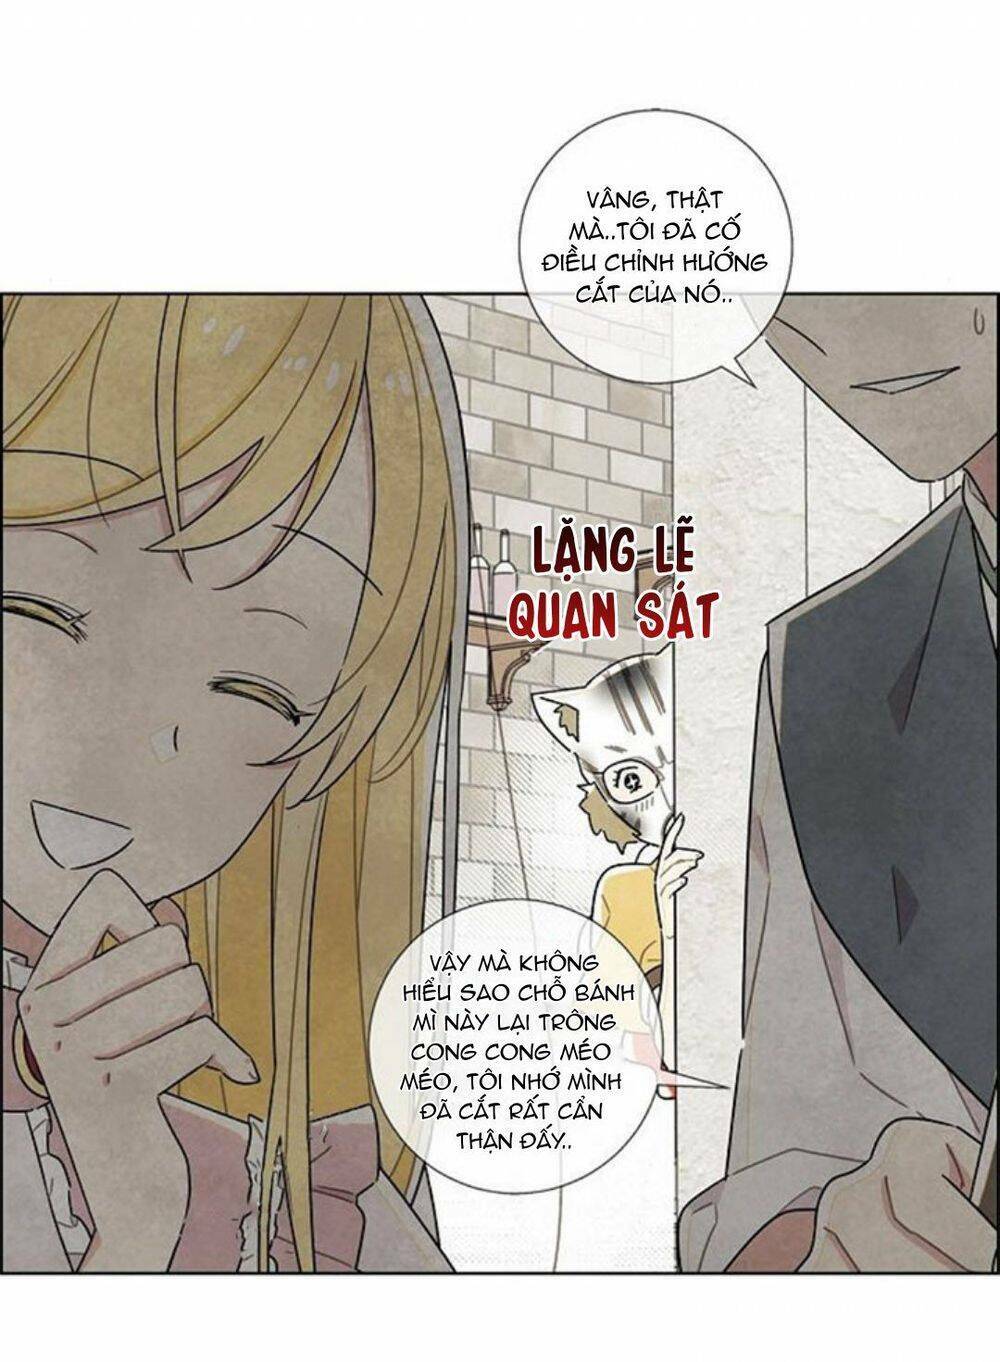 VÂNG, THẬT
MÀ..TÔI ĐÃ CỐ
ĐIỀU CHỈNH HƯỚNG
CẮT CỦA NÓ..
LẶNG LẼ
QUAN SÁT
VẬY MÀ KHÔNG
HIỂU SAO CHỖ BÁNH
MÌ NÀY LẠI TRÔNG
CONG CONG MÉO
MÉO, TÔI NHỚ MÌNH
ĐÃ CẮT RẤT CẨN
THẬN ĐẤY..